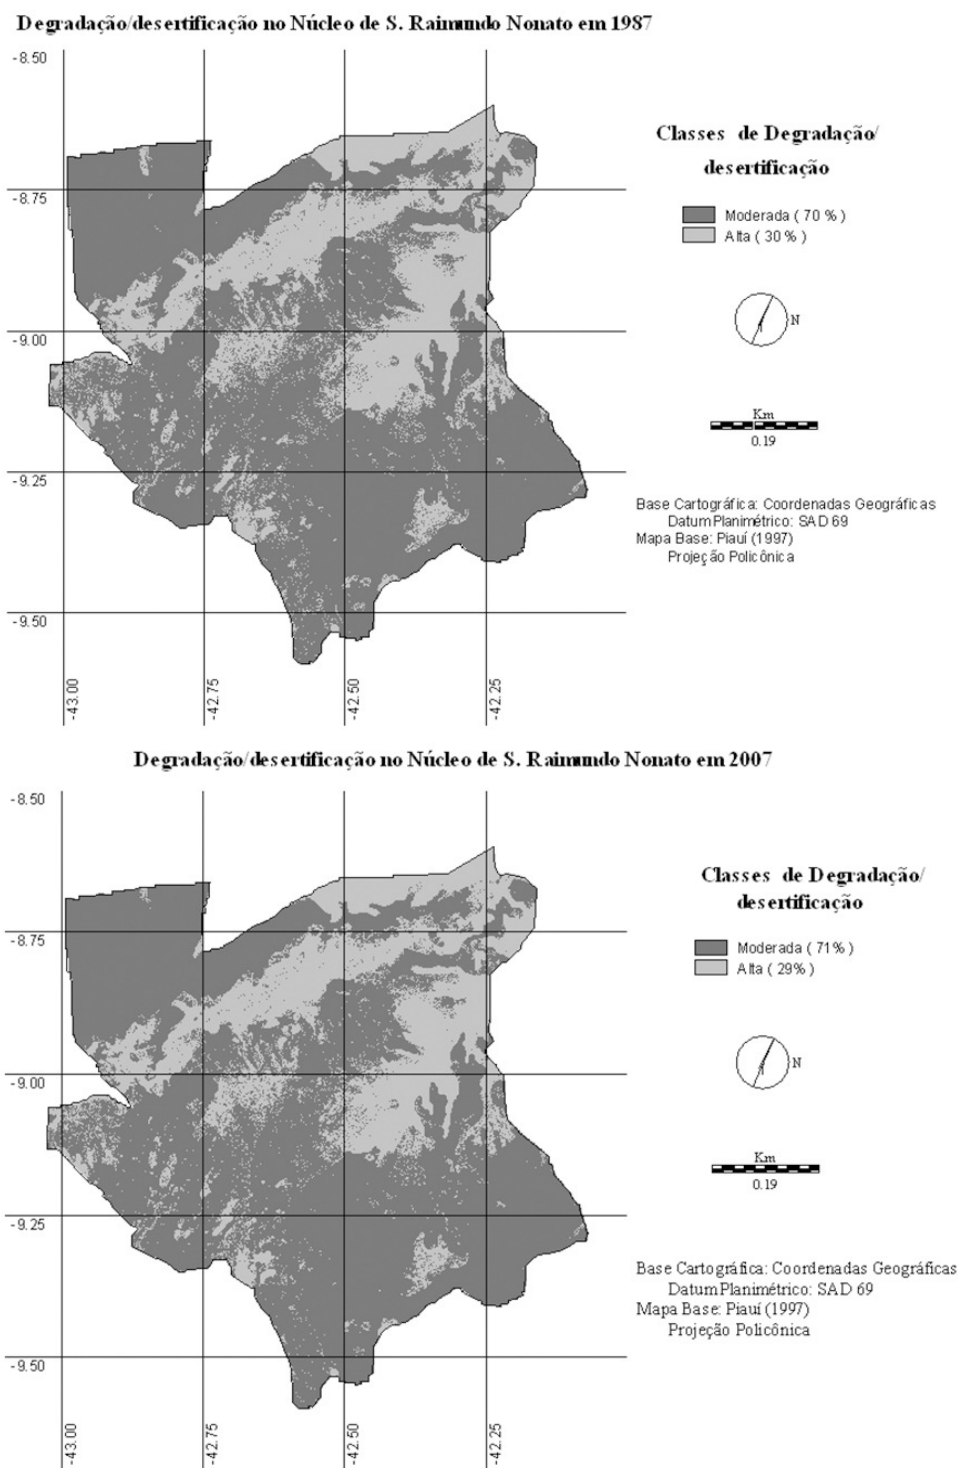 Degradação/desertificação no Núcleo de S. Raimundo Nonato em 1987
-8.50
Classes de Degradação/
desertificação
-8.75
Moderada ( 70 % )
Alta ( 30 % )
N
-9.00
Km
0.19
-9.25
Base Cartográfica: Coordenadas Geográficas
Datum Planimétrico: SAD 69
Mapa Base: Piauí (1997)
Projeção Policônica
-9.50
-43.00
-42.75
-42.50
-42.25
Degradação/desertificação no Núcleo de S. Raimundo Nonato em 2007
-8.50
Classes de Degradação/
desertificação
-8.75
Moderada ( 71% )
Alta ( 29% )
N
-9.00
Km
0.19
-9.25
Base Cartográfica: Coordenadas Geográficas
Datum Planimétrico: SAD 69
Mapa Base: Piauí (1997)
Projeção Policônica
-9.50
-43.00
-42.75
-42.50
-42.25